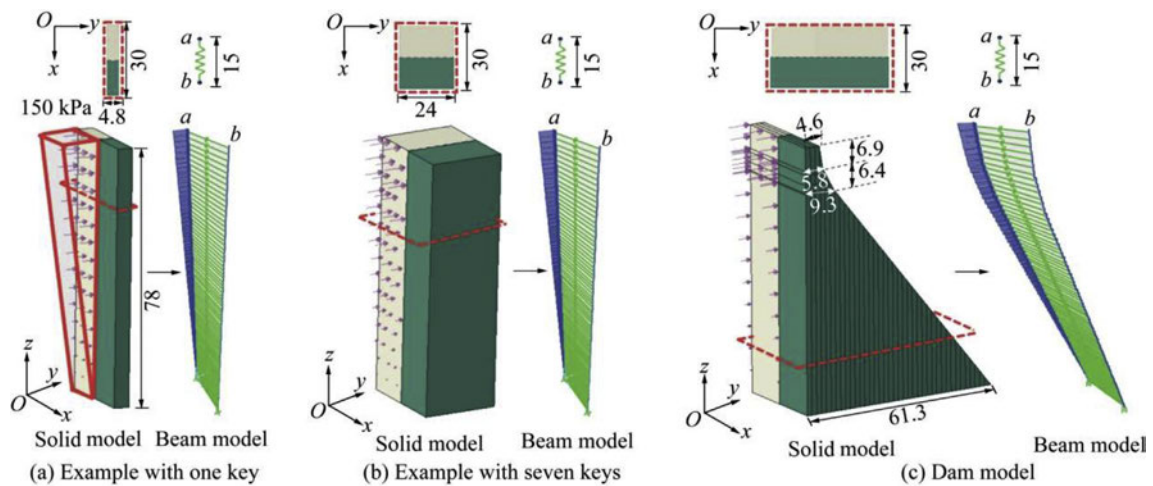 O y
x
30
4.8
a
b
15
150 kPa
a
b
78
z
y
O
x
Solid model
Beam model
(a) Example with one key
O y
x
30
24
a
b
15
a
b
z
y
O
x
Solid model
Beam model
(b) Example with seven keys
O y
x
30
a
b
15
4.6
6.9
6.4
5.8
9.3
a
b
z
y
O
x
61.3
Solid model
Beam model
(c) Dam model